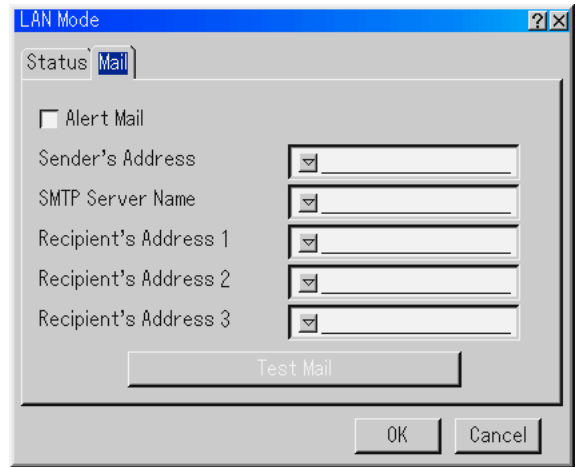 LAN Mode
Status Mail
Alert Mail
Sender's Address
SMTP Server Name
Recipient's Address 1
Recipient's Address 2
Recipient's Address 3
Test Mail
OK Cancel